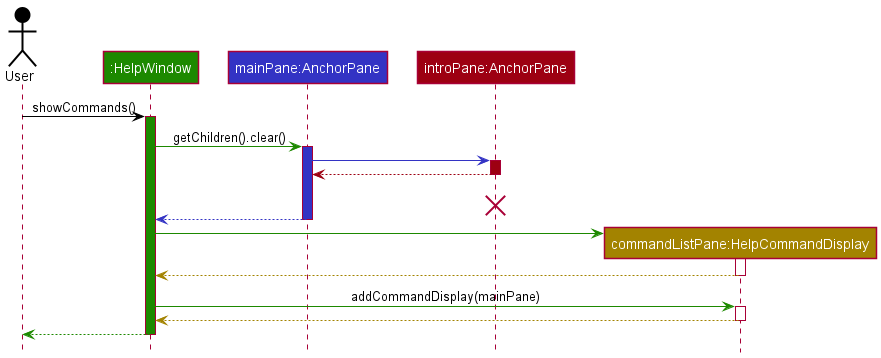 User
:HelpWindow
mainPane:AnchorPane
introPane:AnchorPane
showCommands()
getChildren().clear()
commandListPane:HelpCommandDisplay
addCommandDisplay(mainPane)